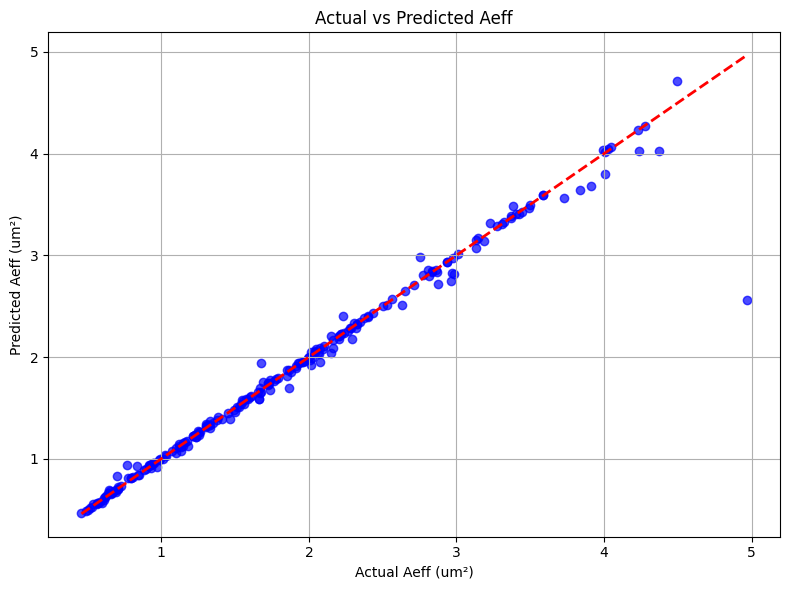 Actual vs Predicted Aeff
Predicted Aeff (um²)
5
4
3
2
1
1 2 3 4 5
Actual Aeff (um²)